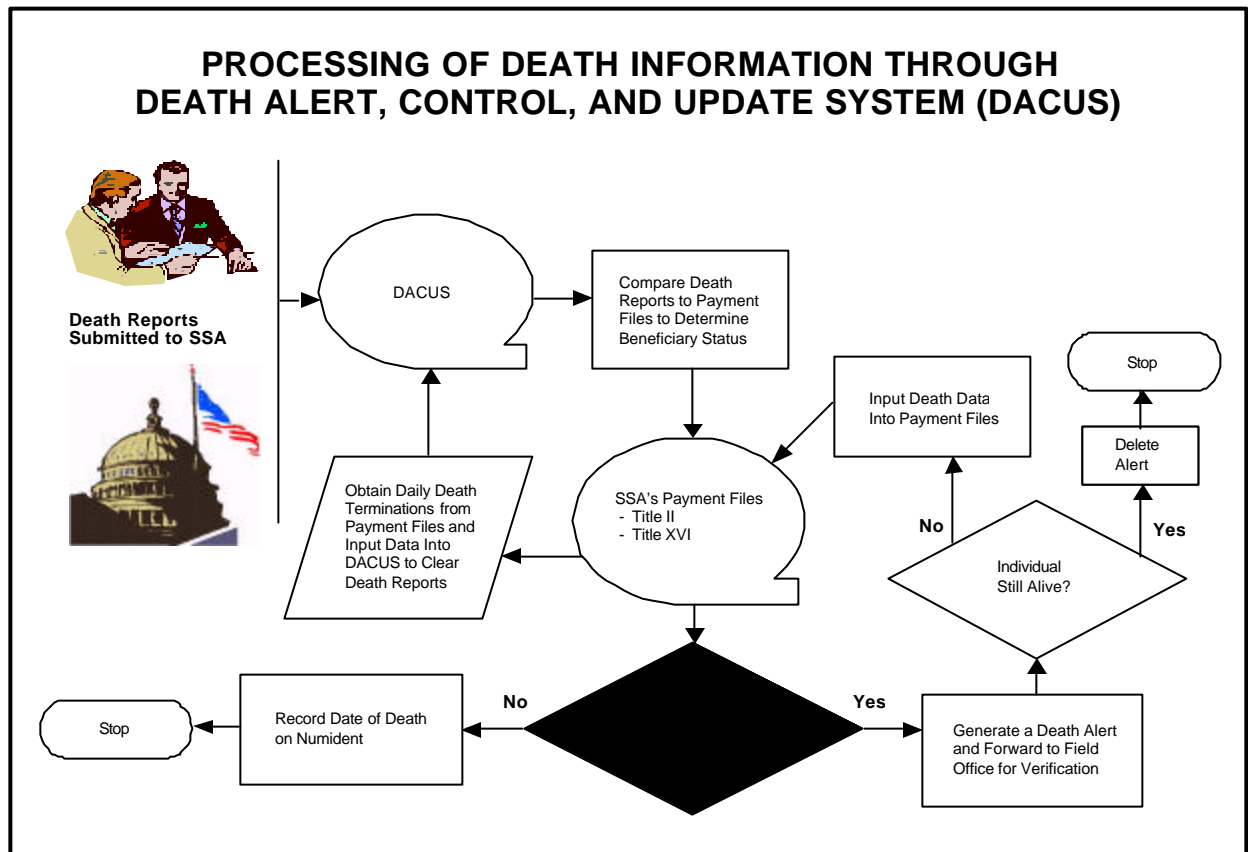 PROCESSING OF DEATH INFORMATION THROUGH
DEATH ALERT, CONTROL, AND UPDATE SYSTEM (DACUS)
Death Reports
Submitted to SSA
DACUS
Compare Death
Reports to Payment
Files to Determine
Beneficiary Status
Obtain Daily Death
Terminations from
Payment Files and
Input Data Into
DACUS to Clear
Death Reports
SSA's Payment Files
- Title II
- Title XVI
Input Death Data
Into Payment Files
Stop
Delete
Alert
No
Yes
Individual
Still Alive?
No
Yes
Stop
Record Date of Death
on Numident
Generate a Death Alert
and Forward to Field
Office for Verification